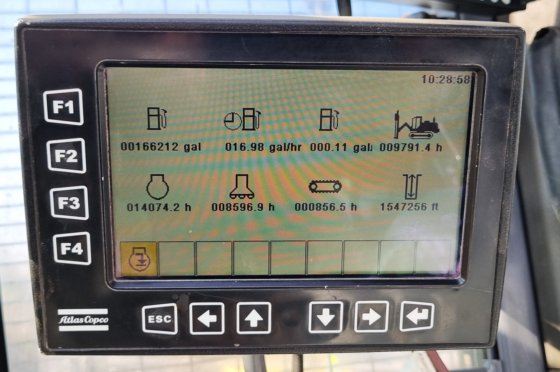 10:28:58
F1
F2
F3
F4
00166212 gal 016.98 gal/hr 000.11 gal 009791.4 h
014074.2 h 008596.9 h 000856.5 h 1547256 ft
Atlas Copco
ESC